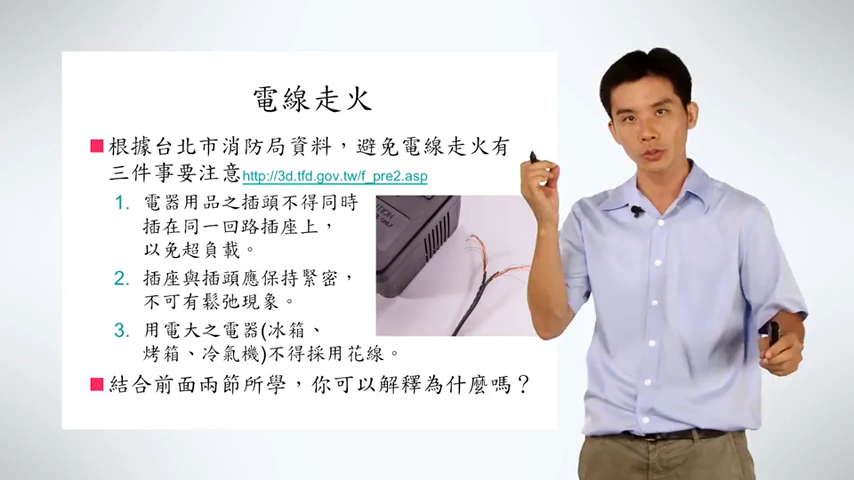 電線走火
根據台北市消防局資料，避免電線走火有
三件事要注意http://3d.tfd.gov.tw/f_pre2.asp
1. 電器用品之插頭不得同時
插在同一回路插座上，
以免超負載。
2. 插座與插頭應保持緊密，
不可有鬆弛現象。
3. 用電大之電器(冰箱、
烤箱、冷氣機)不得採用花線。
結合前面兩節所學，你可以解釋為什麼嗎？